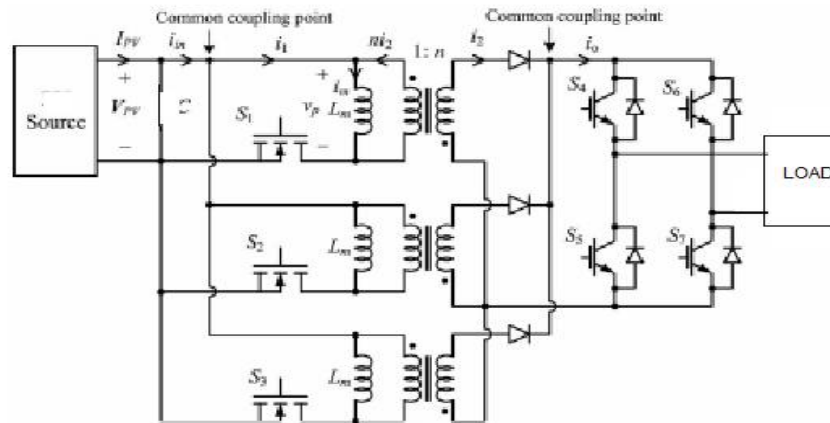 Common coupling point
Common coupling point
I_PV
i_in
i_1
ni_2
1: n
i_2
i_o
+
V_PV
−
Source
S_1
+
v_p
−
i_m
L_m
S_4
S_6
LOAD
S_2
L_m
S_5
S_7
S_3
L_m